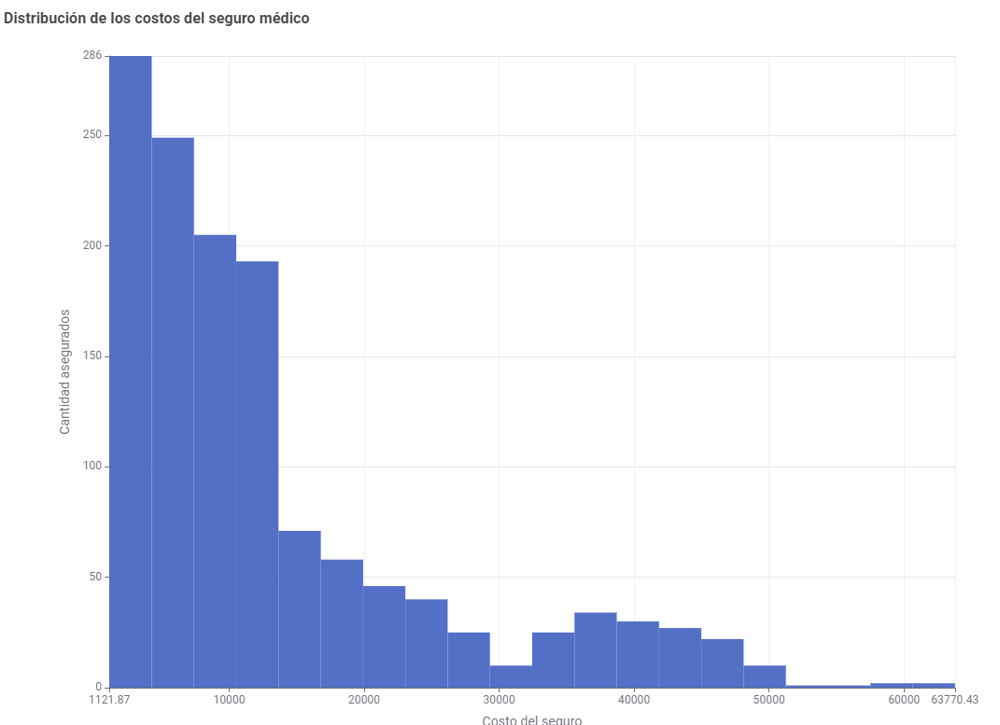 Distribución de los costos del seguro médico
286
250
200
150
100
50
0
Cantidad asegurados
1121.87 10000 20000 30000 40000 50000 60000 63770.43
Costo del seguro